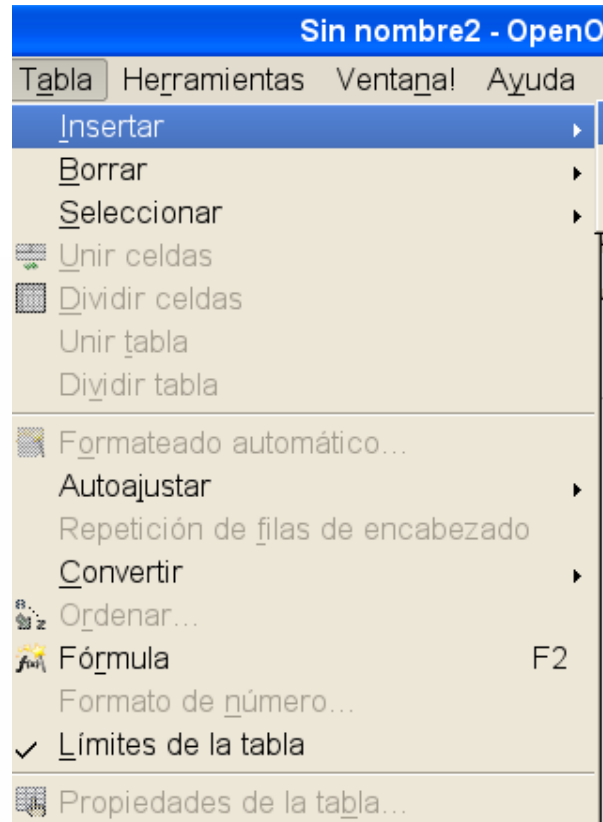 Sin nombre2 - OpenO
Tabla Herramientas Ventana! Ayuda
Insertar
Borrar
Seleccionar
Unir celdas
Dividir celdas
Unir tabla
Dividir tabla
Formateado automático...
Autoajustar
Repetición de filas de encabezado
Convertir
Ordenar...
Fórmula F2
Formato de número...
Límites de la tabla
Propiedades de la tabla...